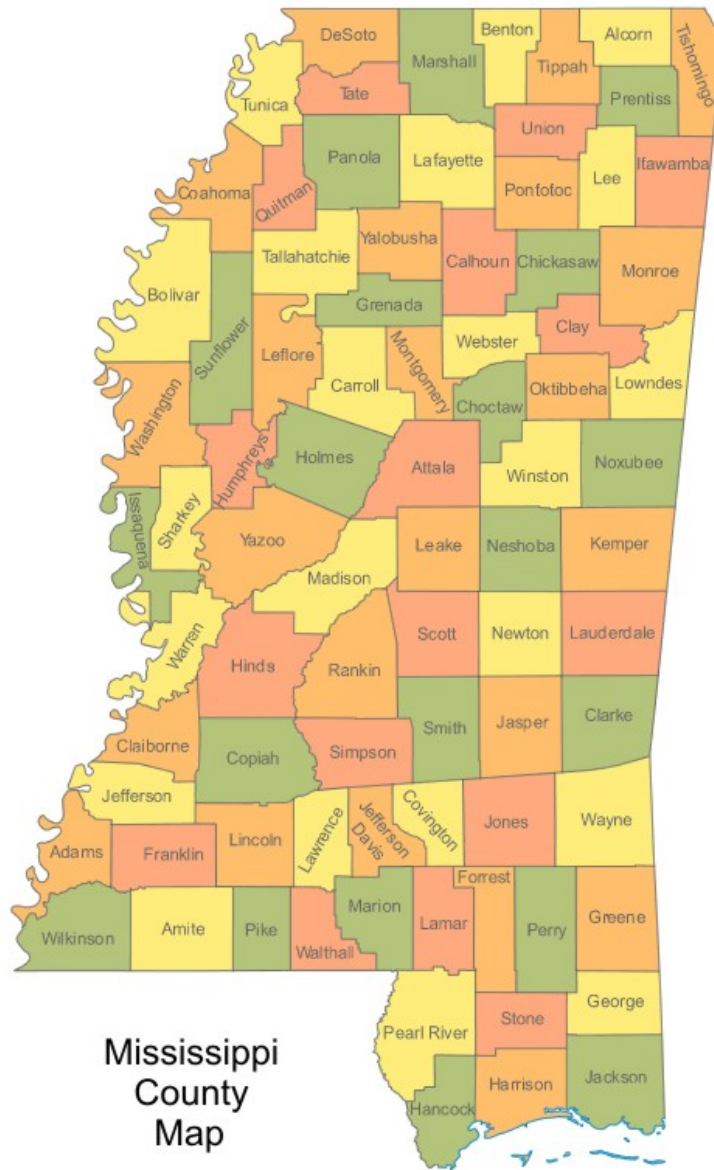 DeSoto
Marshall
Benton
Tippah
Alcorn
Tishomingo
Tunica
Tate
Prentiss
Union
Panola
Lafayette
Pontotoc
Lee
Itawamba
Coahoma
Quitman
Tallahatchie
Yalobusha
Calhoun
Chickasaw
Monroe
Bolivar
Sunflower
Grenada
Leflore
Carroll
Montgomery
Webster
Clay
Lowndes
Washington
Choctaw
Oktibbeha
Humphreys
Holmes
Attala
Winston
Noxubee
Issaquena
Sharkey
Yazoo
Madison
Leake
Neshoba
Kemper
Warren
Hinds
Rankin
Scott
Newton
Lauderdale
Claiborne
Copiah
Simpson
Smith
Jasper
Clarke
Jefferson
Adams
Franklin
Lincoln
Lawrence
Jefferson
Davis
Covington
Jones
Wayne
Wilkinson
Amite
Pike
Walthall
Marion
Lamar
Forrest
Perry
Greene
Pearl River
Stone
George
Hancock
Harrison
Jackson
Mississippi
County
Map